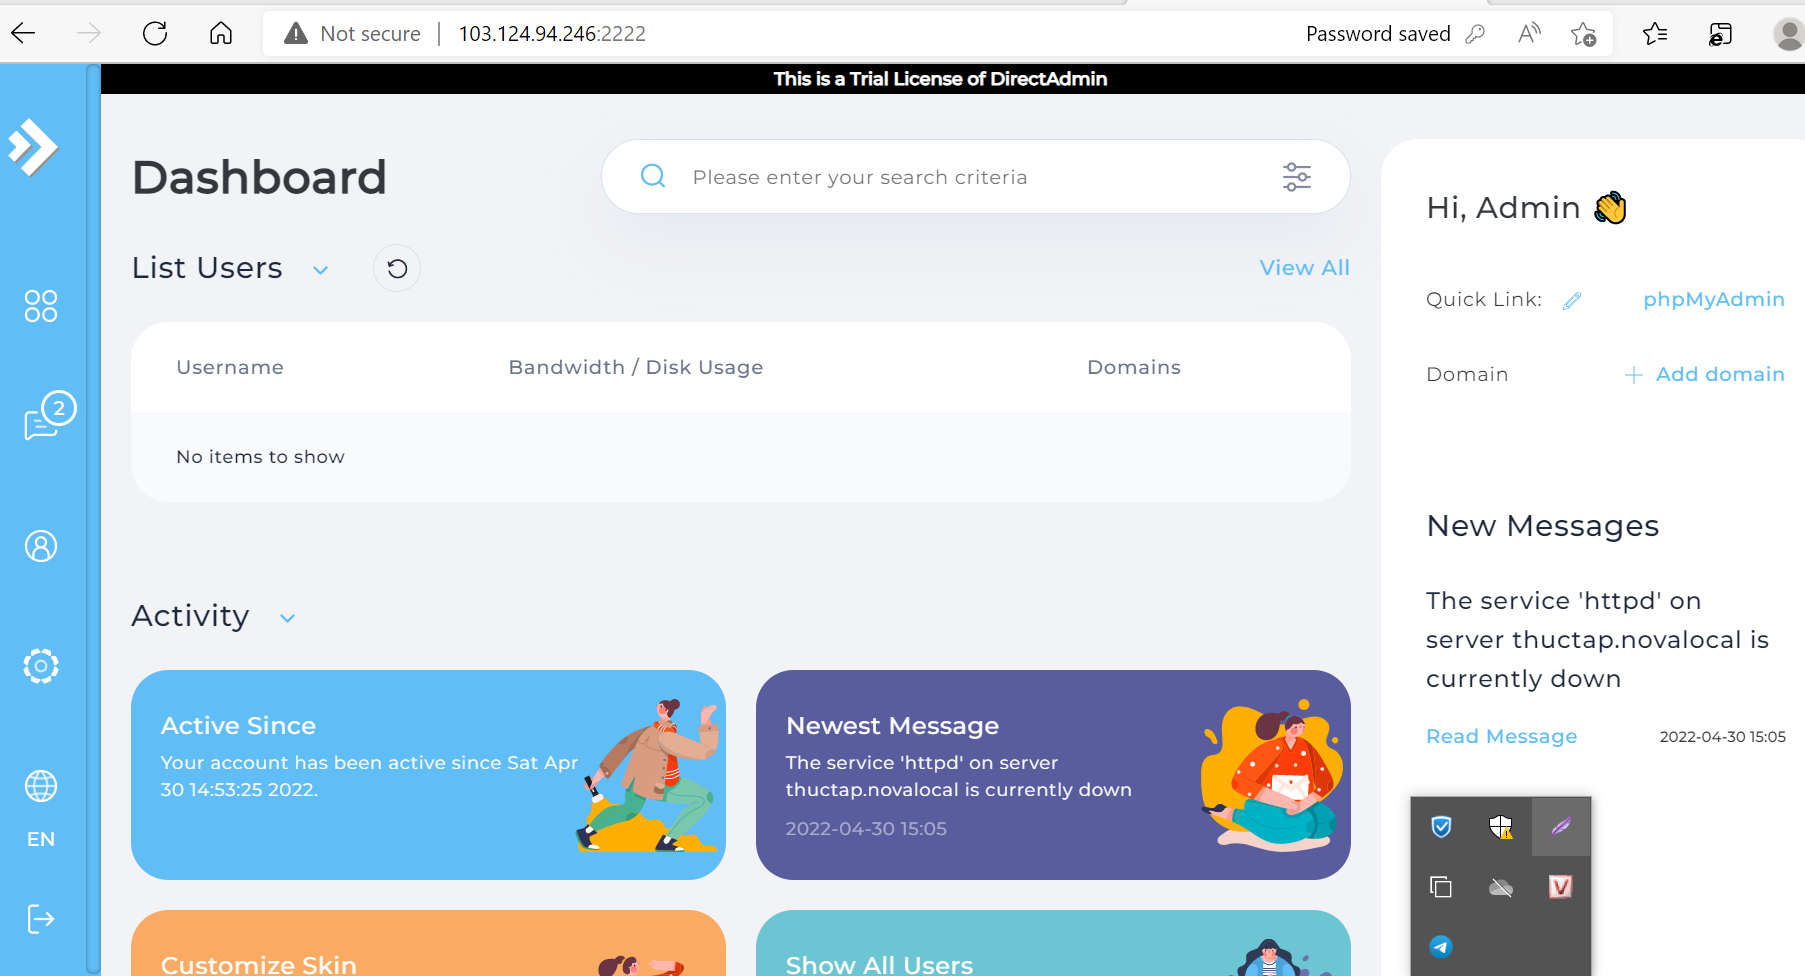 Not secure
103.124.94.246:2222
Password saved
This is a Trial License of DirectAdmin
Dashboard
Please enter your search criteria
List Users
View All
Username
Bandwidth / Disk Usage
Domains
No items to show
Activity
Active Since
Your account has been active since Sat Apr
30 14:53:25 2022.
Newest Message
The service 'httpd' on server
thuctap.novalocal is currently down
2022-04-30 15:05
Customize Skin
Show All Users
Hi, Admin
Quick Link:
phpMyAdmin
Domain
Add domain
New Messages
The service 'httpd' on
server thuctap.novalocal is
currently down
Read Message
2022-04-30 15:05
2
EN